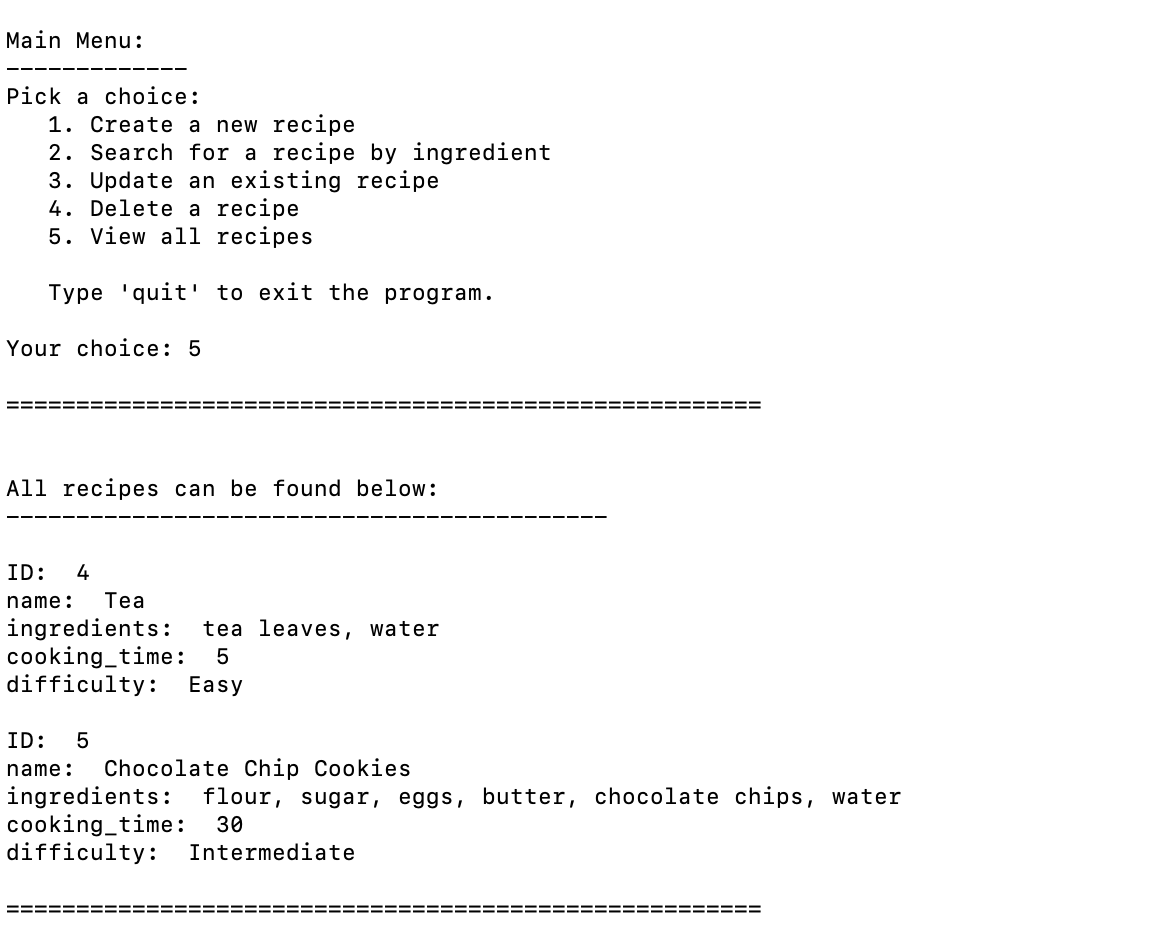 Main Menu:
-------------
Pick a choice:
   1. Create a new recipe
   2. Search for a recipe by ingredient
   3. Update an existing recipe
   4. Delete a recipe
   5. View all recipes
   Type 'quit' to exit the program.
Your choice: 5
======================================================
All recipes can be found below:
-------------------------------------------
ID:  4
name:  Tea
ingredients:  tea leaves, water
cooking_time:  5
difficulty:  Easy
ID:  5
name:  Chocolate Chip Cookies
ingredients:  flour, sugar, eggs, butter, chocolate chips, water
cooking_time:  30
difficulty:  Intermediate
======================================================